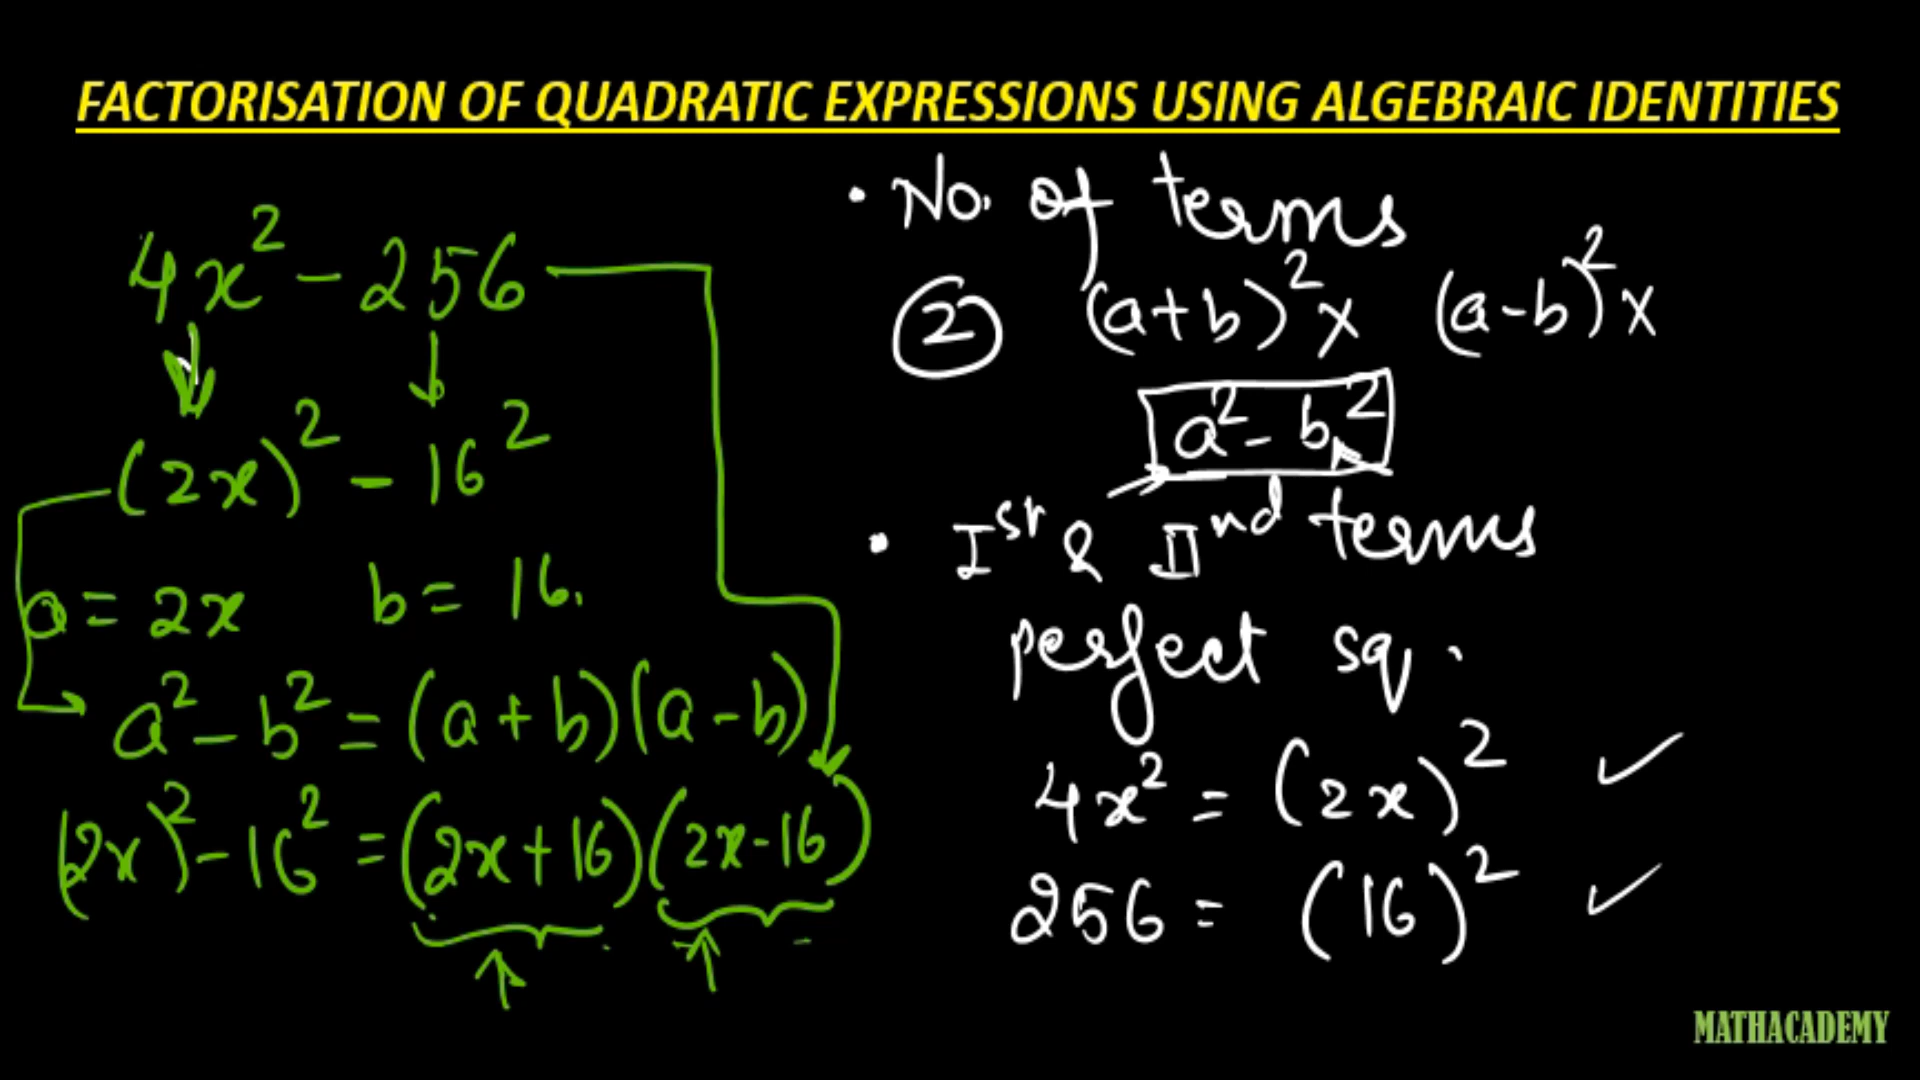 FACTORISATION OF QUADRATIC EXPRESSIONS USING ALGEBRAIC IDENTITIES
4x² - 256
(2x)² - 16²
a = 2x b = 16.
a² - b² = (a + b)(a - b)
(2x)² - 16² = (2x + 16)(2x - 16)
• No. of terms
② (a+b)² x (a-b)² x
a² - b²
• Ist & IInd terms
perfect sq.
4x² = (2x)² ✓
256 = (16)² ✓
MATHACADEMY